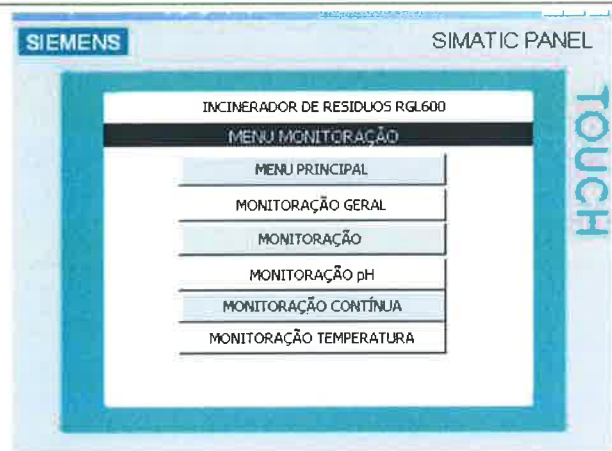 SIEMENS
SIMATIC PANEL
TOUCH
INCINERADOR DE RESIDUOS RGL600
MENU MONITORAÇÃO
MENU PRINCIPAL
MONITORAÇÃO GERAL
MONITORAÇÃO
MONITORAÇÃO pH
MONITORAÇÃO CONTÍNUA
MONITORAÇÃO TEMPERATURA